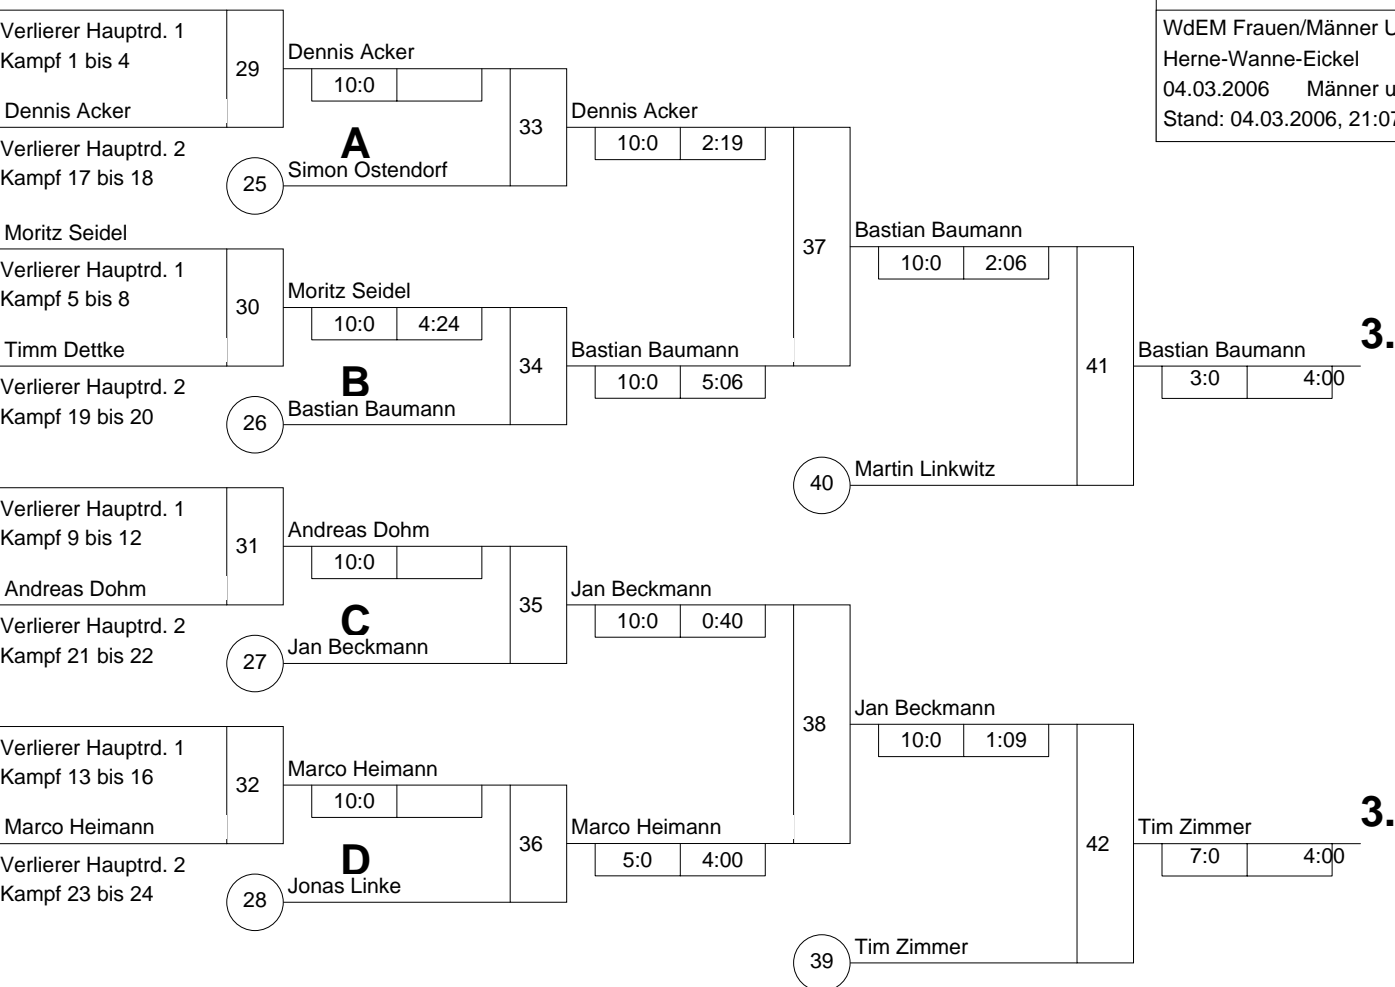 WdEM Frauen/Männer U
Herne-Wanne-Eickel
04.03.2006 Männer u
Stand: 04.03.2006, 21:07
Verlierer Hauptrd. 1
Kampf 1 bis 4
29
Dennis Acker
10:0
Dennis Acker
Verlierer Hauptrd. 2
Kampf 17 bis 18
A
25
Simon Ostendorf
33
Dennis Acker
10:0 2:19
Moritz Seidel
Verlierer Hauptrd. 1
Kampf 5 bis 8
30
Moritz Seidel
10:0 4:24
Timm Dettke
Verlierer Hauptrd. 2
Kampf 19 bis 20
B
26
Bastian Baumann
34
Bastian Baumann
10:0 5:06
37
Bastian Baumann
10:0 2:06
40
Martin Linkwitz
41
Bastian Baumann
3:0 4:00
3.
Verlierer Hauptrd. 1
Kampf 9 bis 12
31
Andreas Dohm
10:0
Andreas Dohm
Verlierer Hauptrd. 2
Kampf 21 bis 22
C
27
Jan Beckmann
35
Jan Beckmann
10:0 0:40
Verlierer Hauptrd. 1
Kampf 13 bis 16
32
Marco Heimann
10:0
Marco Heimann
Verlierer Hauptrd. 2
Kampf 23 bis 24
D
28
Jonas Linke
36
Marco Heimann
5:0 4:00
38
Jan Beckmann
10:0 1:09
39
Tim Zimmer
42
Tim Zimmer
7:0 4:00
3.